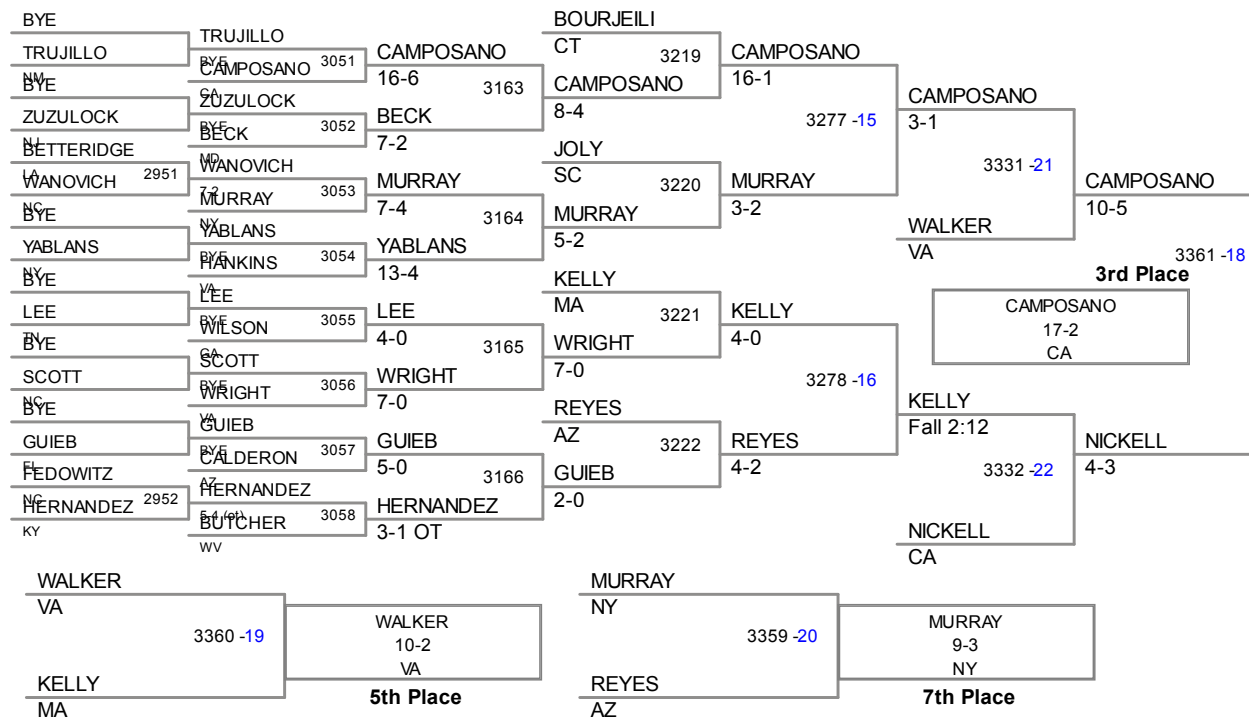 BYE
TRUJILLO
NM
BYE
ZUZULOCK
NJ
BETTERIDGE
LA
2951
WANOVICH
NC
BYE
YABLANS
NY
BYE
LEE
TN
BYE
SCOTT
NC
BYE
GUIEB
FL
FEDOWITZ
NC
2952
HERNANDEZ
KY
TRUJILLO
BYE
3051
CAMPOSANO
CA
ZUZULOCK
BYE
3052
BECK
MD
WANOVICH
7-2
3053
MURRAY
NY
YABLANS
BYE
3054
HANKINS
VA
LEE
BYE
3055
WILSON
GA
SCOTT
BYE
3056
WRIGHT
VA
GUIEB
BYE
3057
CALDERON
AZ
HERNANDEZ
5-4 (ot)
3058
BUTCHER
WV
CAMPOSANO
16-6
3163
BECK
7-2
MURRAY
7-4
3164
YABLANS
13-4
LEE
4-0
3165
WRIGHT
7-0
GUIEB
5-0
3166
HERNANDEZ
3-1 OT
BOURJEILI
CT
3219
CAMPOSANO
8-4
JOLY
SC
3220
MURRAY
5-2
KELLY
MA
3221
WRIGHT
7-0
REYES
AZ
3222
GUIEB
2-0
CAMPOSANO
16-1
3277 -15
MURRAY
3-2
KELLY
4-0
3278 -16
REYES
4-2
CAMPOSANO
3-1
3331 -21
WALKER
VA
KELLY
Fall 2:12
3332 -22
NICKELL
CA
CAMPOSANO
10-5
3361 -18
3rd Place
CAMPOSANO
17-2
CA
NICKELL
4-3
WALKER
VA
3360 -19
KELLY
MA
WALKER
10-2
VA
5th Place
MURRAY
NY
3359 -20
REYES
AZ
MURRAY
9-3
NY
7th Place